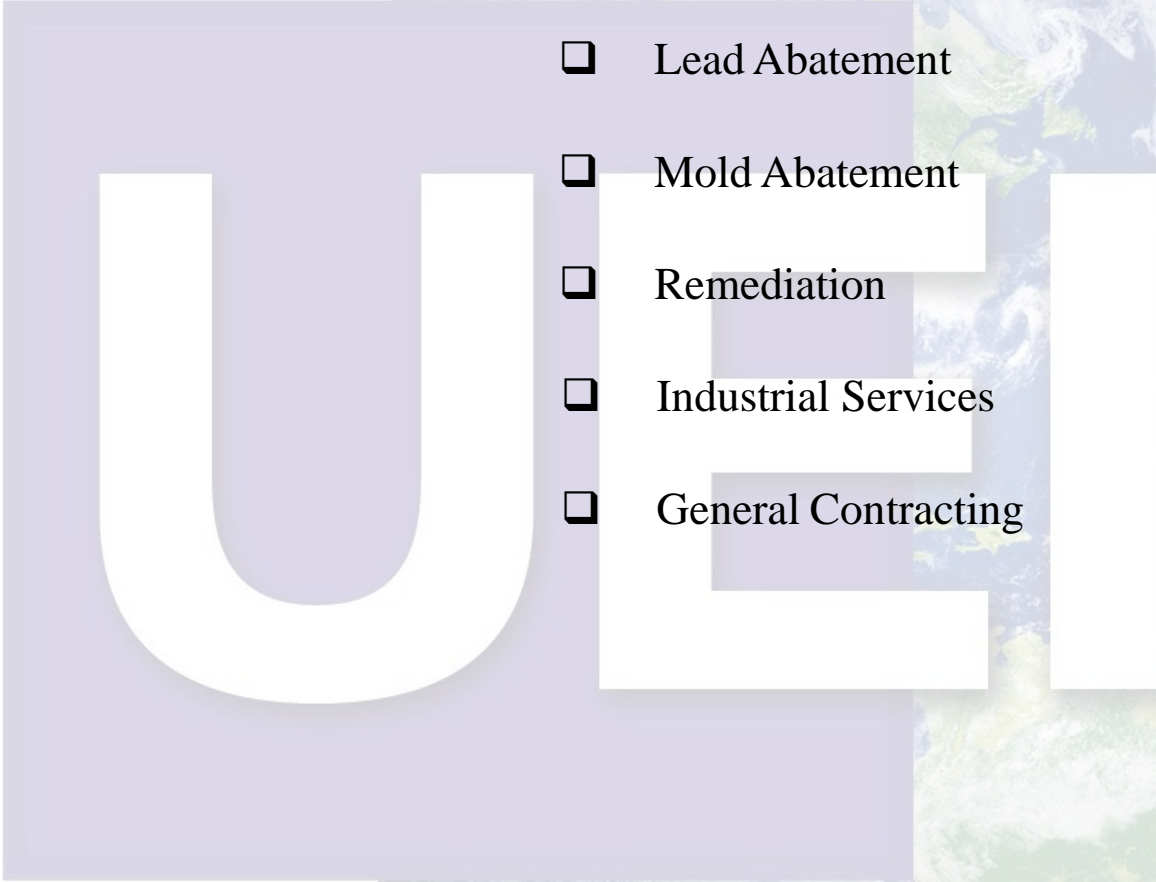 ❑ Lead Abatement
❑ Mold Abatement
❑ Remediation
❑ Industrial Services
❑ General Contracting
UE